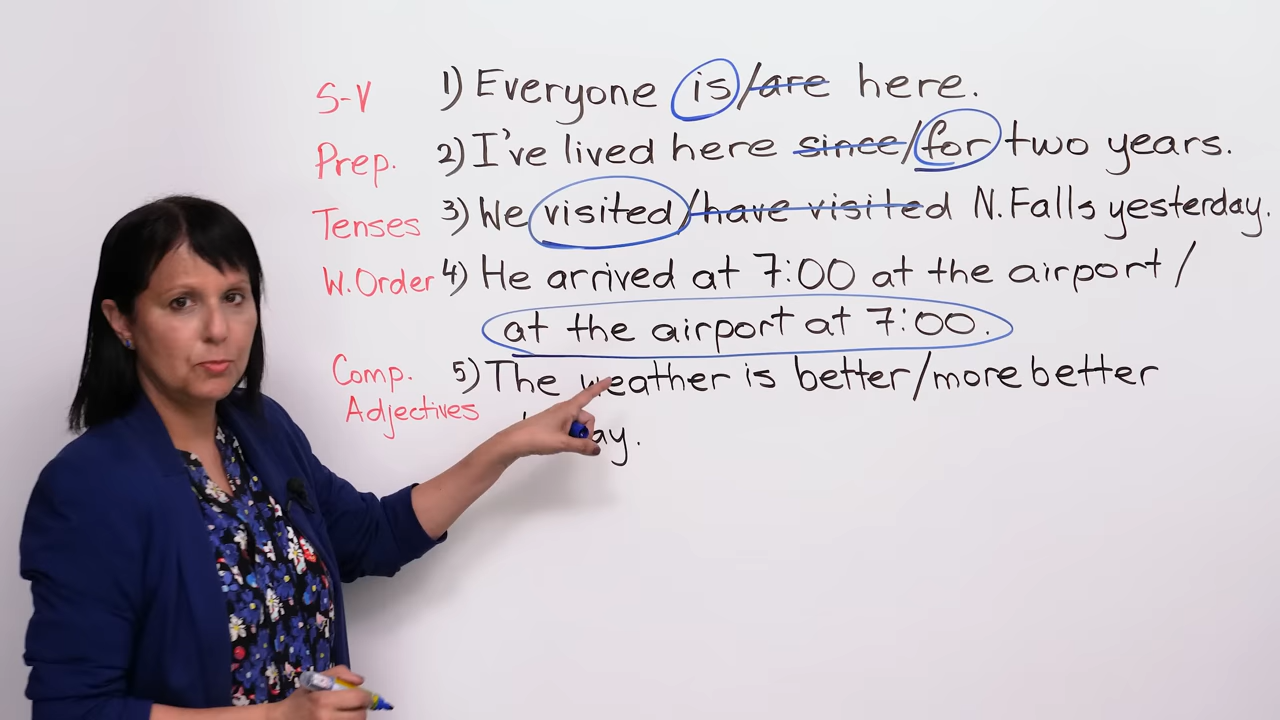 S-V 1) Everyone is/are here.
Prep. 2) I've lived here since/for two years.
Tenses 3) We visited/have visited N.Falls yesterday.
W.Order 4) He arrived at 7:00 at the airport/
at the airport at 7:00.
Comp. 5) The weather is better/more better
Adjectives